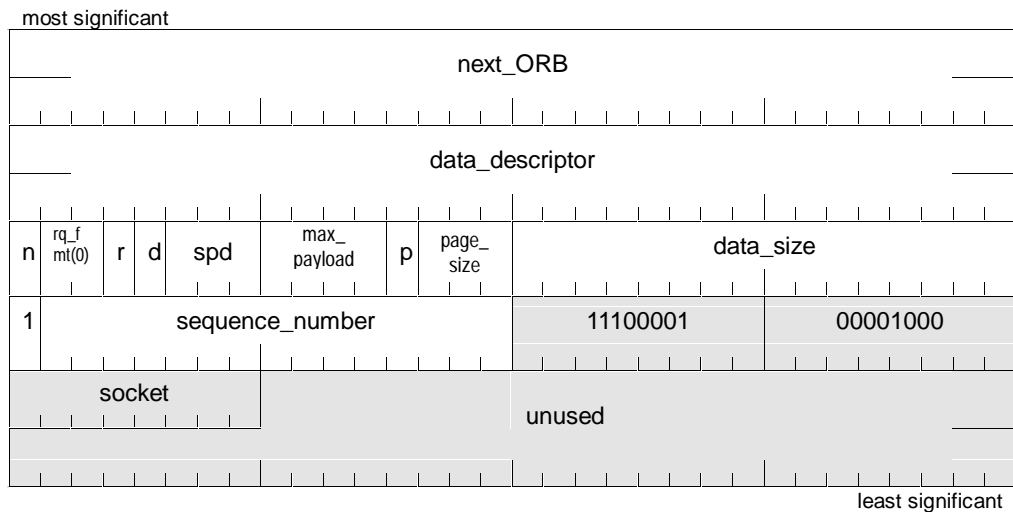 most significant
next_ORB
data_descriptor
n rq_f mt(0) r d spd max_ payload p page_ size data_size
1 sequence_number 11100001 00001000
socket
unused
least significant